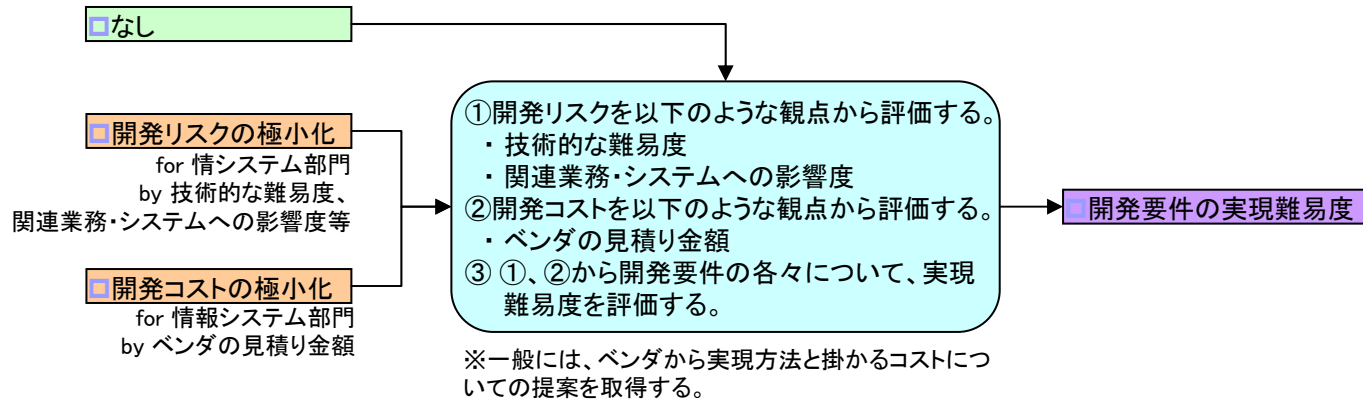 なし
開発リスクの極小化
for 情システム部門
by 技術的な難易度、
関連業務・システムへの影響度等
開発コストの極小化
for 情報システム部門
by ベンダの見積り金額
①開発リスクを以下のような観点から評価する。
・ 技術的な難易度
・ 関連業務・システムへの影響度
②開発コストを以下のような観点から評価する。
・ ベンダの見積り金額
③ ①、②から開発要件の各々について、実現
難易度を評価する。
※一般には、ベンダから実現方法と掛かるコストにつ
いての提案を取得する。
開発要件の実現難易度